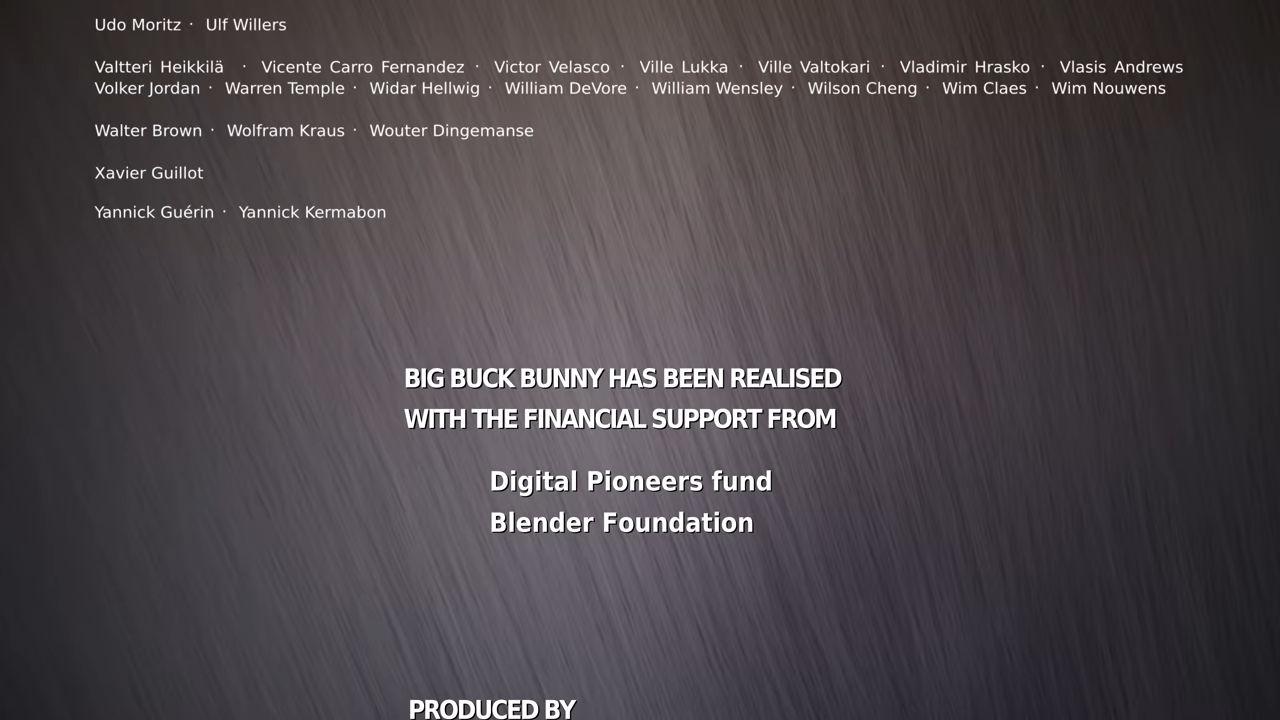 Udo Moritz · Ulf Willers
Valtteri Heikkilä · Vicente Carro Fernandez · Victor Velasco · Ville Lukka · Ville Valtokari · Vladimir Hrasko · Vlasis Andrews
Volker Jordan · Warren Temple · Widar Hellwig · William DeVore · William Wensley · Wilson Cheng · Wim Claes · Wim Nouwens
Walter Brown · Wolfram Kraus · Wouter Dingemanse
Xavier Guillot
Yannick Guérin · Yannick Kermabon
BIG BUCK BUNNY HAS BEEN REALISED
WITH THE FINANCIAL SUPPORT FROM
Digital Pioneers fund
Blender Foundation
PRODUCED BY